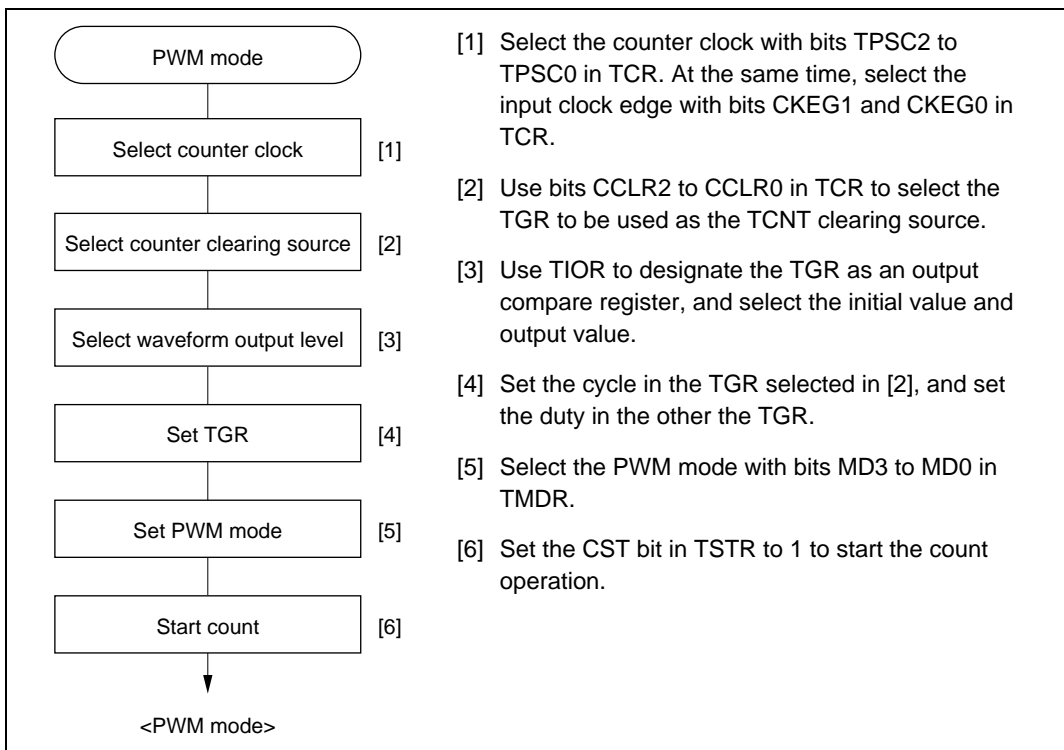 PWM mode
Select counter clock [1]
Select counter clearing source [2]
Select waveform output level [3]
Set TGR [4]
Set PWM mode [5]
Start count [6]
<PWM mode>
[1] Select the counter clock with bits TPSC2 to
TPSC0 in TCR. At the same time, select the
input clock edge with bits CKEG1 and CKEG0 in
TCR.
[2] Use bits CCLR2 to CCLR0 in TCR to select the
TGR to be used as the TCNT clearing source.
[3] Use TIOR to designate the TGR as an output
compare register, and select the initial value and
output value.
[4] Set the cycle in the TGR selected in [2], and set
the duty in the other the TGR.
[5] Select the PWM mode with bits MD3 to MD0 in
TMDR.
[6] Set the CST bit in TSTR to 1 to start the count
operation.